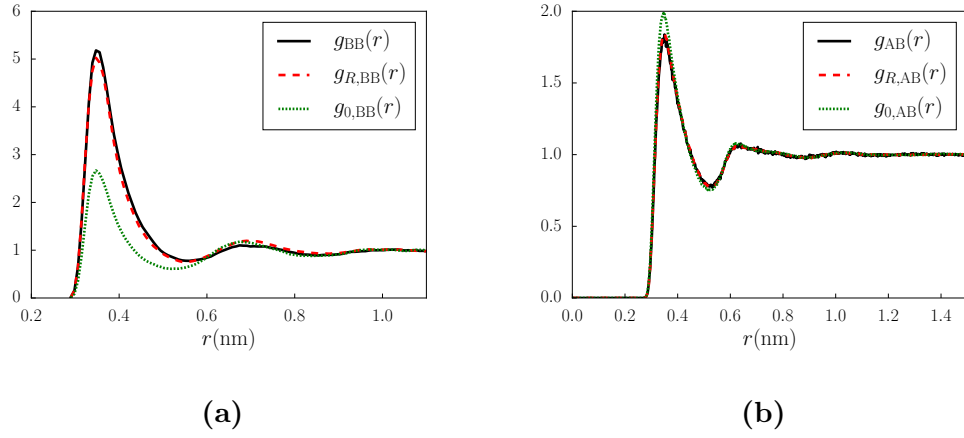 6
5
4
3
2
1
0
0.2 0.4 0.6 0.8 1.0
r(nm)
g_BB(r)
g_R,BB(r)
g_0,BB(r)
(a)
2.0
1.5
1.0
0.5
0.0
0.0 0.2 0.4 0.6 0.8 1.0 1.2 1.4
r(nm)
g_AB(r)
g_R,AB(r)
g_0,AB(r)
(b)